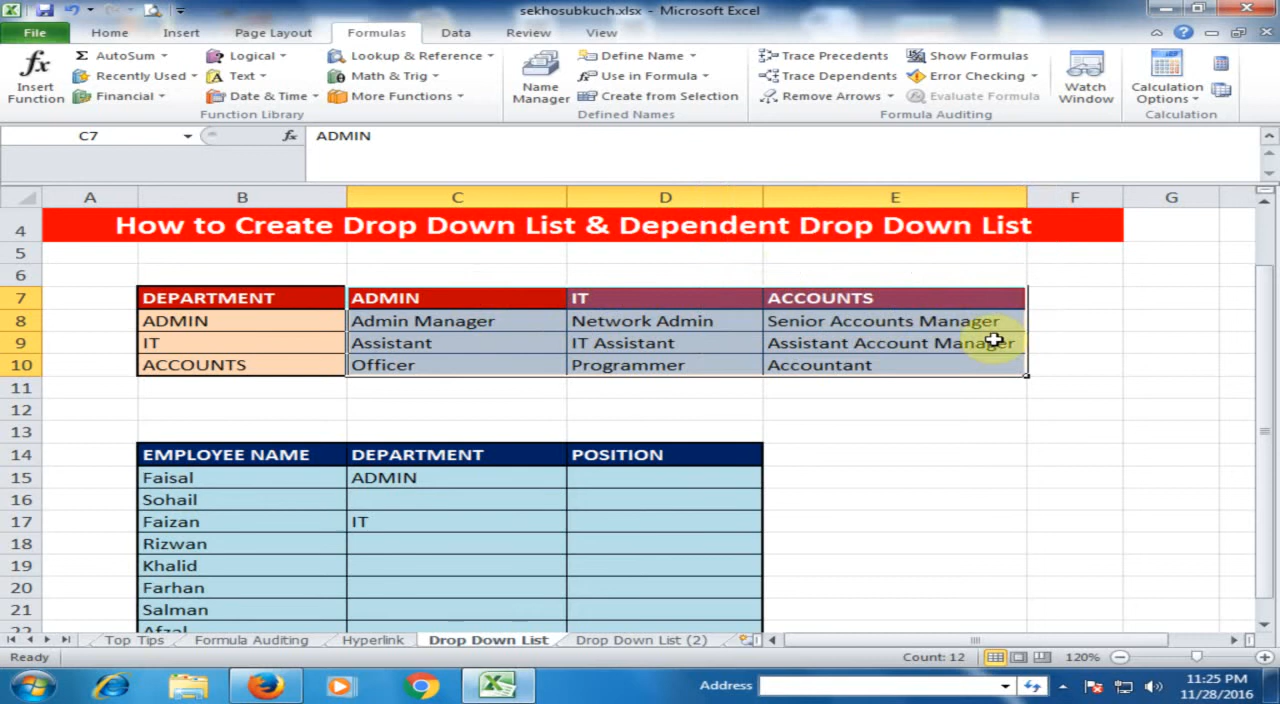 sekhosubkuch.xlsx - Microsoft Excel
File Home Insert Page Layout Formulas Data Review View
fx Insert Function
Σ AutoSum
Recently Used
Financial
Logical
Text
Date & Time
Lookup & Reference
Math & Trig
More Functions
Function Library
Name Manager
Define Name
Use in Formula
Create from Selection
Defined Names
Trace Precedents
Trace Dependents
Remove Arrows
Show Formulas
Error Checking
Evaluate Formula
Formula Auditing
Watch Window
Calculation Options
Calculation
C7 fx ADMIN
A B C D E F G
4 How to Create Drop Down List & Dependent Drop Down List
5
6
7 DEPARTMENT ADMIN IT ACCOUNTS
8 ADMIN Admin Manager Network Admin Senior Accounts Manager
9 IT Assistant IT Assistant Assistant Account Manager
10 ACCOUNTS Officer Programmer Accountant
11
12
13
14 EMPLOYEE NAME DEPARTMENT POSITION
15 Faisal ADMIN
16 Sohail
17 Faizan IT
18 Rizwan
19 Khalid
20 Farhan
21 Salman
22 Afzal
Top Tips Formula Auditing Hyperlink Drop Down List Drop Down List (2)
Ready Count: 12 120%
Address 11:25 PM
11/28/2016